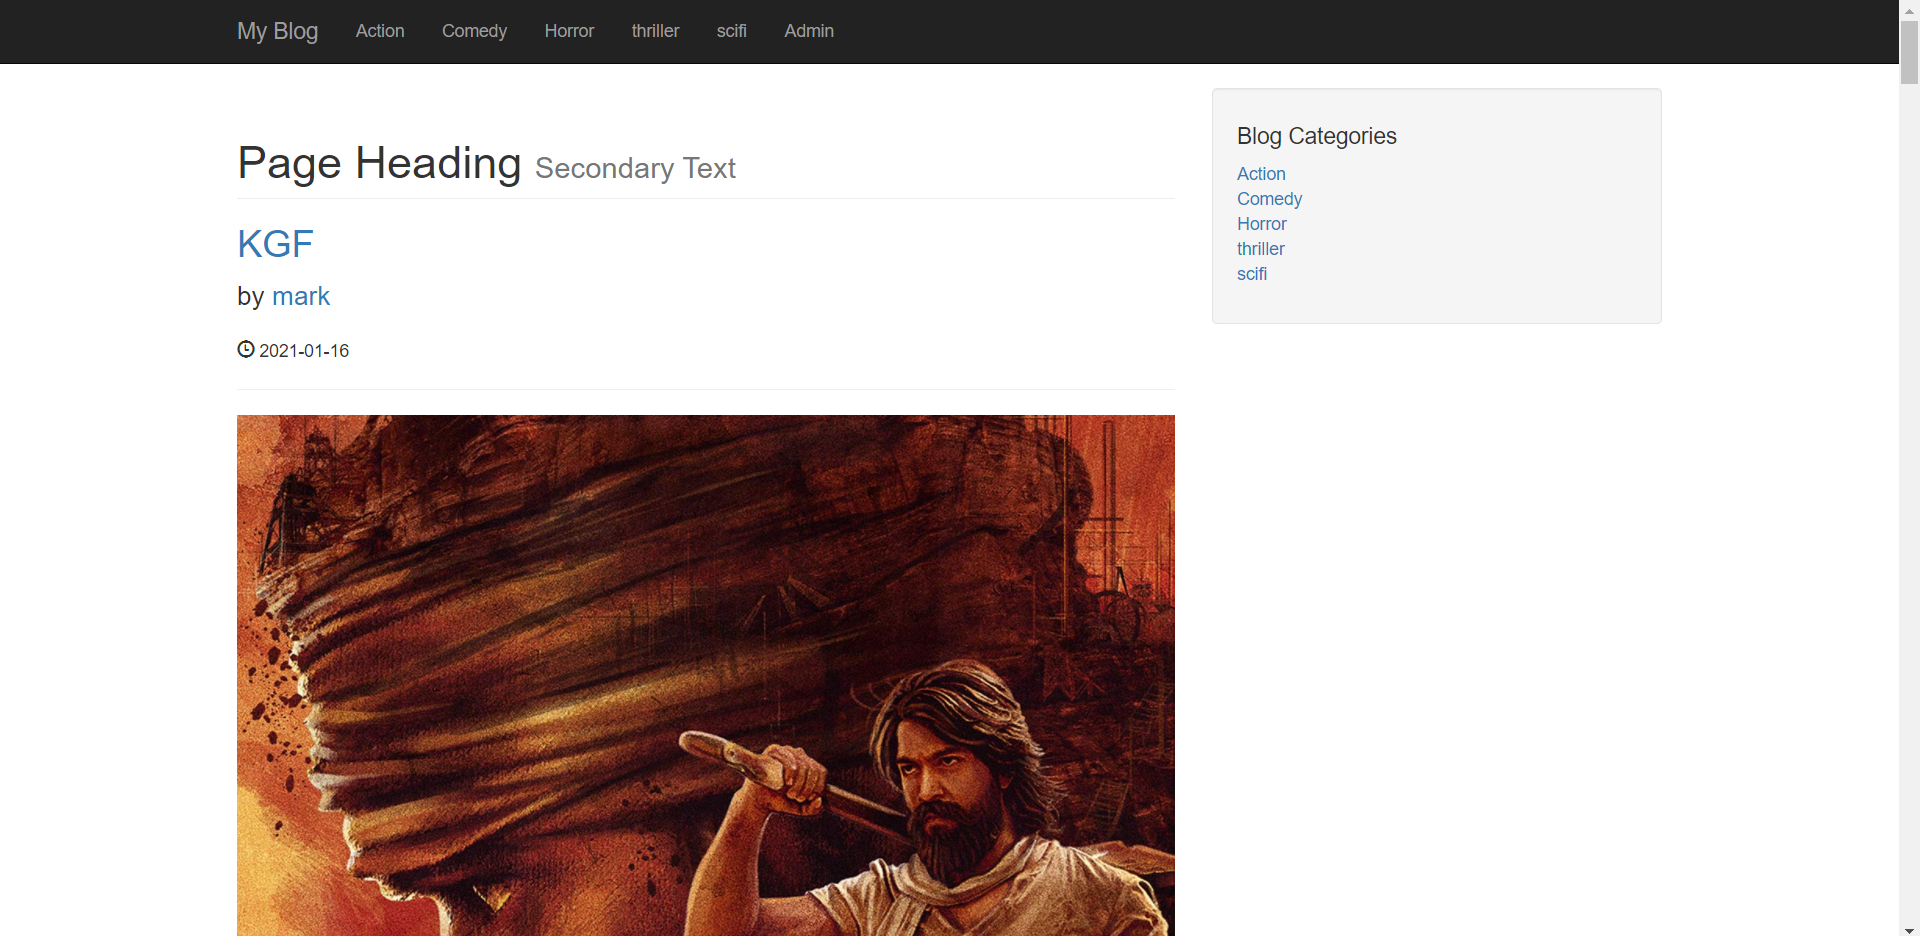 My Blog Action Comedy Horror thriller scifi Admin
Page Heading Secondary Text
KGF
by mark
2021-01-16
Blog Categories
Action
Comedy
Horror
thriller
scifi